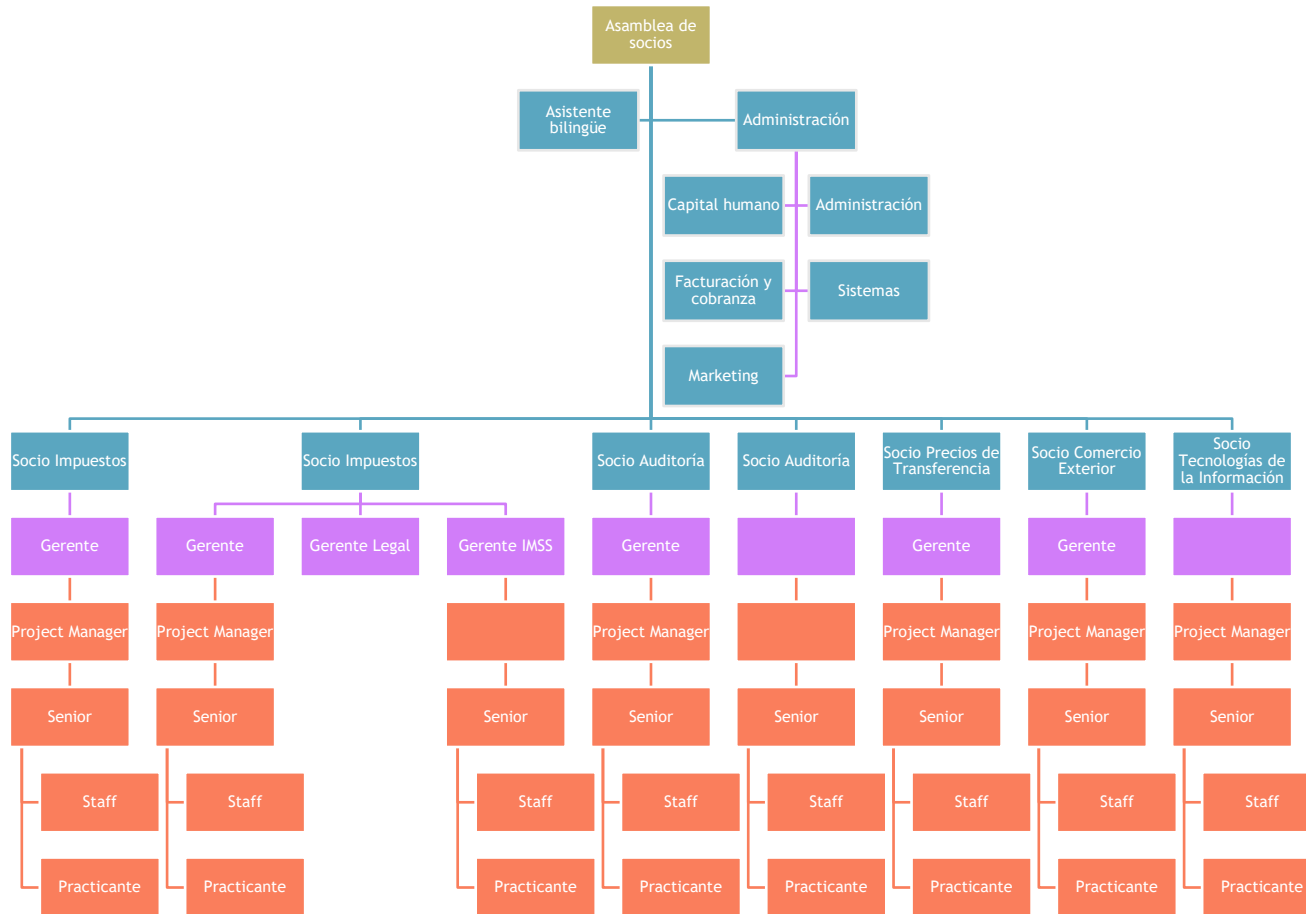 Asamblea de
socios
Asistente
bilingüe
Administración
Capital humano
Administración
Facturación y
cobranza
Sistemas
Marketing
Socio Impuestos
Socio Impuestos
Socio Auditoría
Socio Auditoría
Socio Precios de
Transferencia
Socio Comercio
Exterior
Socio
Tecnologías de
la Información
Gerente
Gerente
Gerente Legal
Gerente IMSS
Gerente
Gerente
Gerente
Project Manager
Project Manager
Project Manager
Project Manager
Project Manager
Project Manager
Senior
Senior
Senior
Senior
Senior
Senior
Senior
Senior
Staff
Staff
Staff
Staff
Staff
Staff
Staff
Staff
Practicante
Practicante
Practicante
Practicante
Practicante
Practicante
Practicante
Practicante